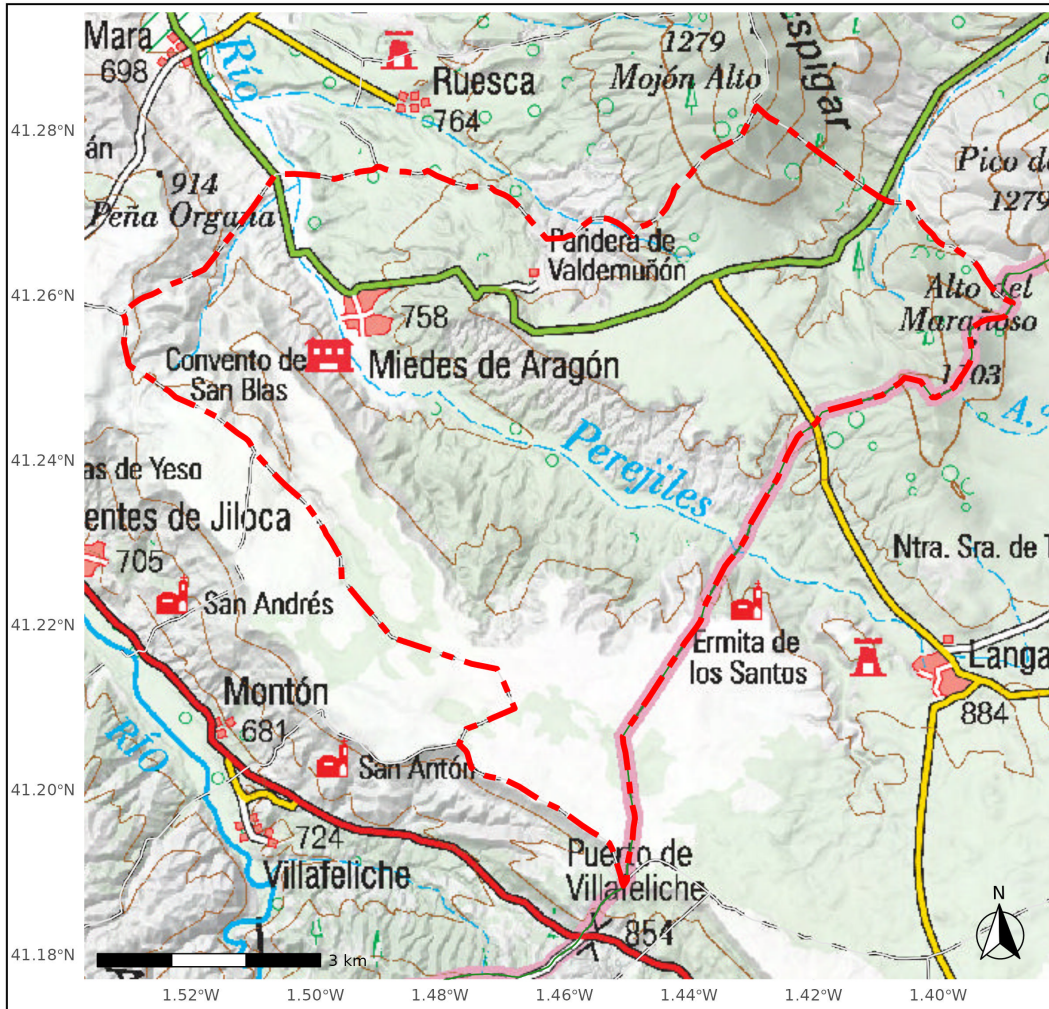 Mara
698
Río
Ruesca
764
1279
Mojón Alto
Espigar
Pico de
1279
án
914
Peña Organa
Pandera de
Valdemuñón
758
Convento de
San Blas
Miedes de Aragón
Alto del
Marañoso
1103
A.
Perejiles
as de Yeso
entes de Jiloca
705
San Andrés
Ntra. Sra. de T
Ermita de
los Santos
Langa
884
Montón
681
RÍO
San Antón
724
Villafeliche
Puerto de
Villafeliche
854
3 km
N
41.28°N
41.26°N
41.24°N
41.22°N
41.20°N
41.18°N
1.52°W
1.50°W
1.48°W
1.46°W
1.44°W
1.42°W
1.40°W